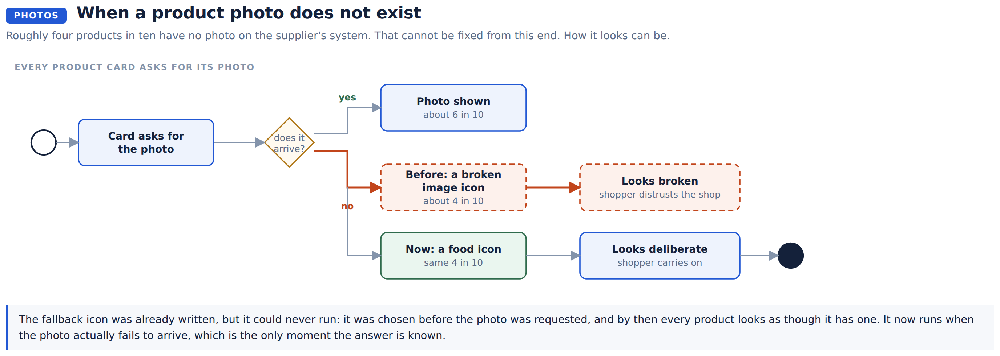 PHOTOS
When a product photo does not exist
Roughly four products in ten have no photo on the supplier's system. That cannot be fixed from this end. How it looks can be.
EVERY PRODUCT CARD ASKS FOR ITS PHOTO
Card asks for
the photo
does it
arrive?
yes
Photo shown
about 6 in 10
no
Before: a broken
image icon
about 4 in 10
Looks broken
shopper distrusts the shop
Now: a food icon
same 4 in 10
Looks deliberate
shopper carries on
The fallback icon was already written, but it could never run: it was chosen before the photo was requested, and by then every product looks as though it has one. It now runs when
the photo actually fails to arrive, which is the only moment the answer is known.